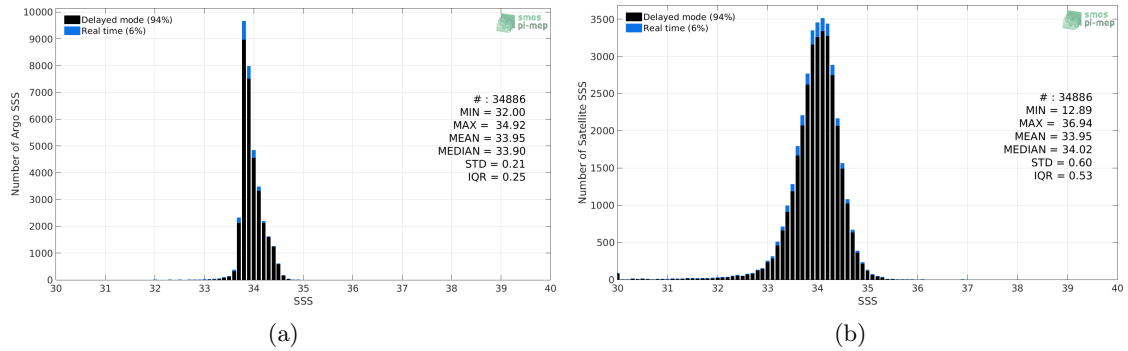 Delayed mode (94%)
Real time (6%)
smos
pi-mep
Number of Argo SSS
10000
9000
8000
7000
6000
5000
4000
3000
2000
1000
0
# : 34886
MIN = 32.00
MAX = 34.92
MEAN = 33.95
MEDIAN = 33.90
STD = 0.21
IQR = 0.25
30 31 32 33 34 35 36 37 38 39 40
SSS
(a)
Delayed mode (94%)
Real time (6%)
smos
pi-mep
Number of Satellite SSS
3500
3000
2500
2000
1500
1000
500
0
# : 34886
MIN = 12.89
MAX = 36.94
MEAN = 33.95
MEDIAN = 34.02
STD = 0.60
IQR = 0.53
30 31 32 33 34 35 36 37 38 39 40
SSS
(b)